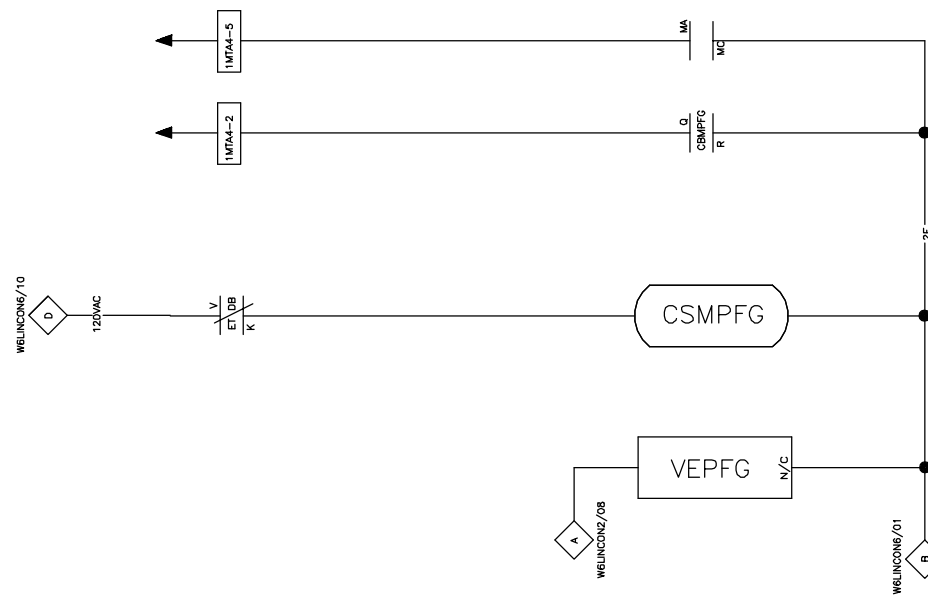 1MTA4-5
MA
MC
1MTA4-2
Q
CBMPFG
R
W6LINCON6/10
D
120VAC
V
ET DB
K
CSMPFG
VEPFG
N/C
A
W6LINCON2/08
W6LINCON6/01